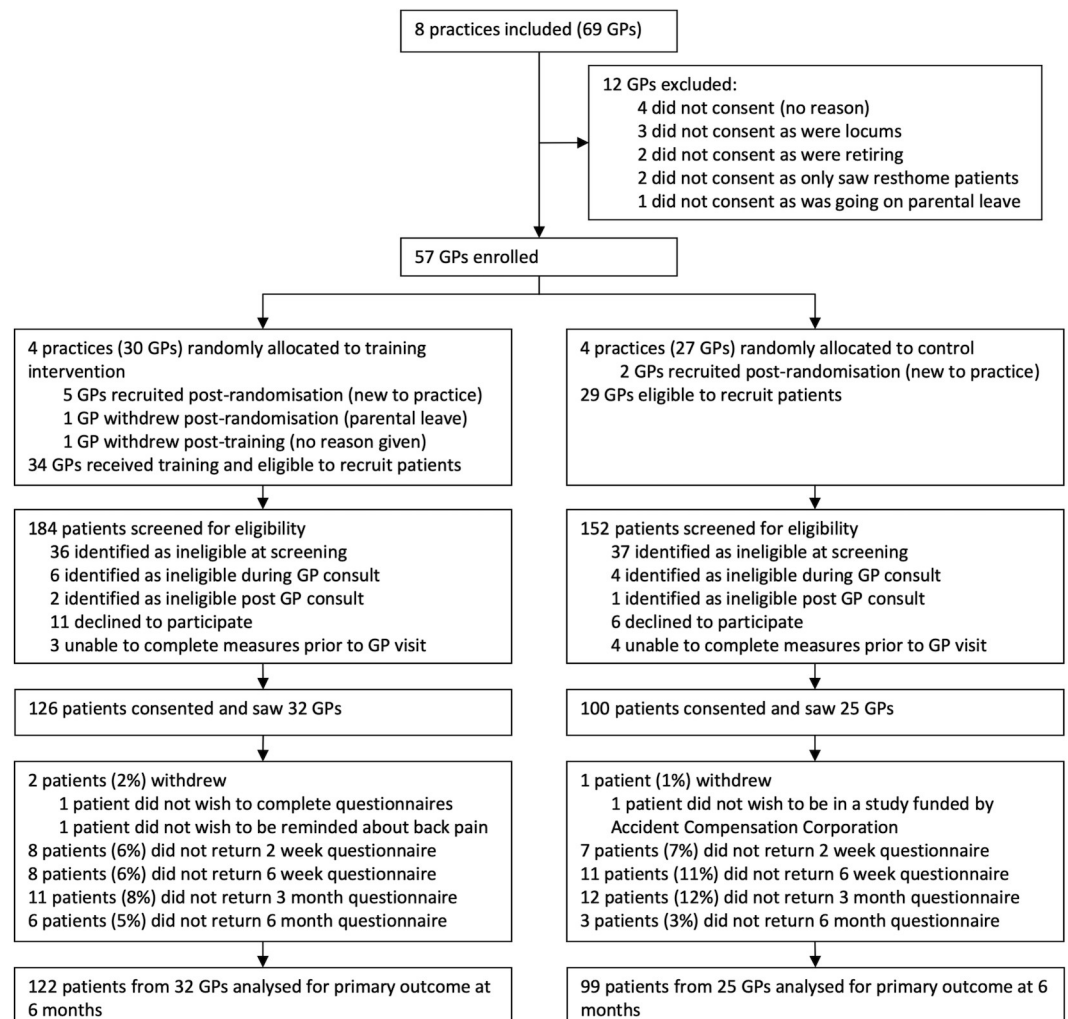 8 practices included (69 GPs)
12 GPs excluded:
4 did not consent (no reason)
3 did not consent as were locums
2 did not consent as were retiring
2 did not consent as only saw resthome patients
1 did not consent as was going on parental leave
57 GPs enrolled
4 practices (30 GPs) randomly allocated to training
intervention
5 GPs recruited post-randomisation (new to practice)
1 GP withdrew post-randomisation (parental leave)
1 GP withdrew post-training (no reason given)
34 GPs received training and eligible to recruit patients
4 practices (27 GPs) randomly allocated to control
2 GPs recruited post-randomisation (new to practice)
29 GPs eligible to recruit patients
184 patients screened for eligibility
36 identified as ineligible at screening
6 identified as ineligible during GP consult
2 identified as ineligible post GP consult
11 declined to participate
3 unable to complete measures prior to GP visit
152 patients screened for eligibility
37 identified as ineligible at screening
4 identified as ineligible during GP consult
1 identified as ineligible post GP consult
6 declined to participate
4 unable to complete measures prior to GP visit
126 patients consented and saw 32 GPs
100 patients consented and saw 25 GPs
2 patients (2%) withdrew
1 patient did not wish to complete questionnaires
1 patient did not wish to be reminded about back pain
8 patients (6%) did not return 2 week questionnaire
8 patients (6%) did not return 6 week questionnaire
11 patients (8%) did not return 3 month questionnaire
6 patients (5%) did not return 6 month questionnaire
1 patient (1%) withdrew
1 patient did not wish to be in a study funded by
Accident Compensation Corporation
7 patients (7%) did not return 2 week questionnaire
11 patients (11%) did not return 6 week questionnaire
12 patients (12%) did not return 3 month questionnaire
3 patients (3%) did not return 6 month questionnaire
122 patients from 32 GPs analysed for primary outcome at
6 months
99 patients from 25 GPs analysed for primary outcome at 6
months